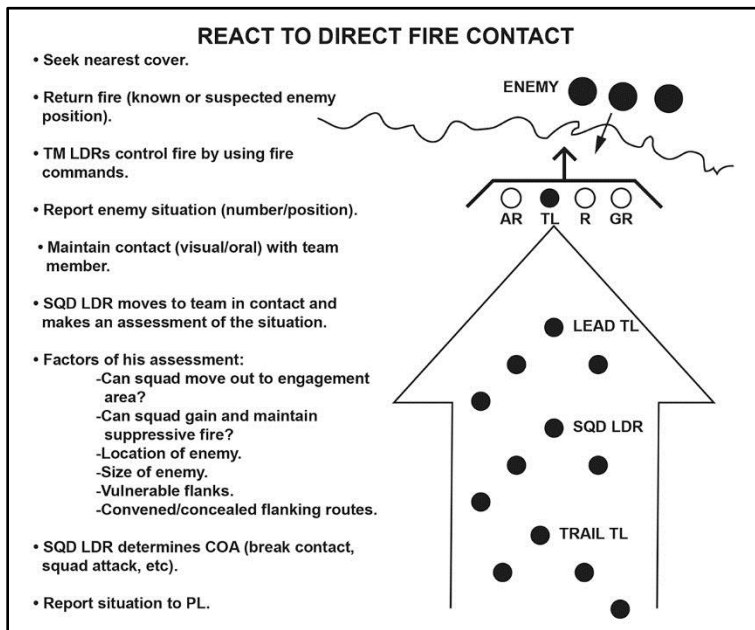 REACT TO DIRECT FIRE CONTACT
• Seek nearest cover.
• Return fire (known or suspected enemy
position).
• TM LDRs control fire by using fire
commands.
• Report enemy situation (number/position).
• Maintain contact (visual/oral) with team
member.
• SQD LDR moves to team in contact and
makes an assessment of the situation.
• Factors of his assessment:
-Can squad move out to engagement
area?
-Can squad gain and maintain
suppressive fire?
-Location of enemy.
-Size of enemy.
-Vulnerable flanks.
-Convened/concealed flanking routes.
• SQD LDR determines COA (break contact,
squad attack, etc).
• Report situation to PL.
ENEMY
AR TL R GR
LEAD TL
SQD LDR
TRAIL TL